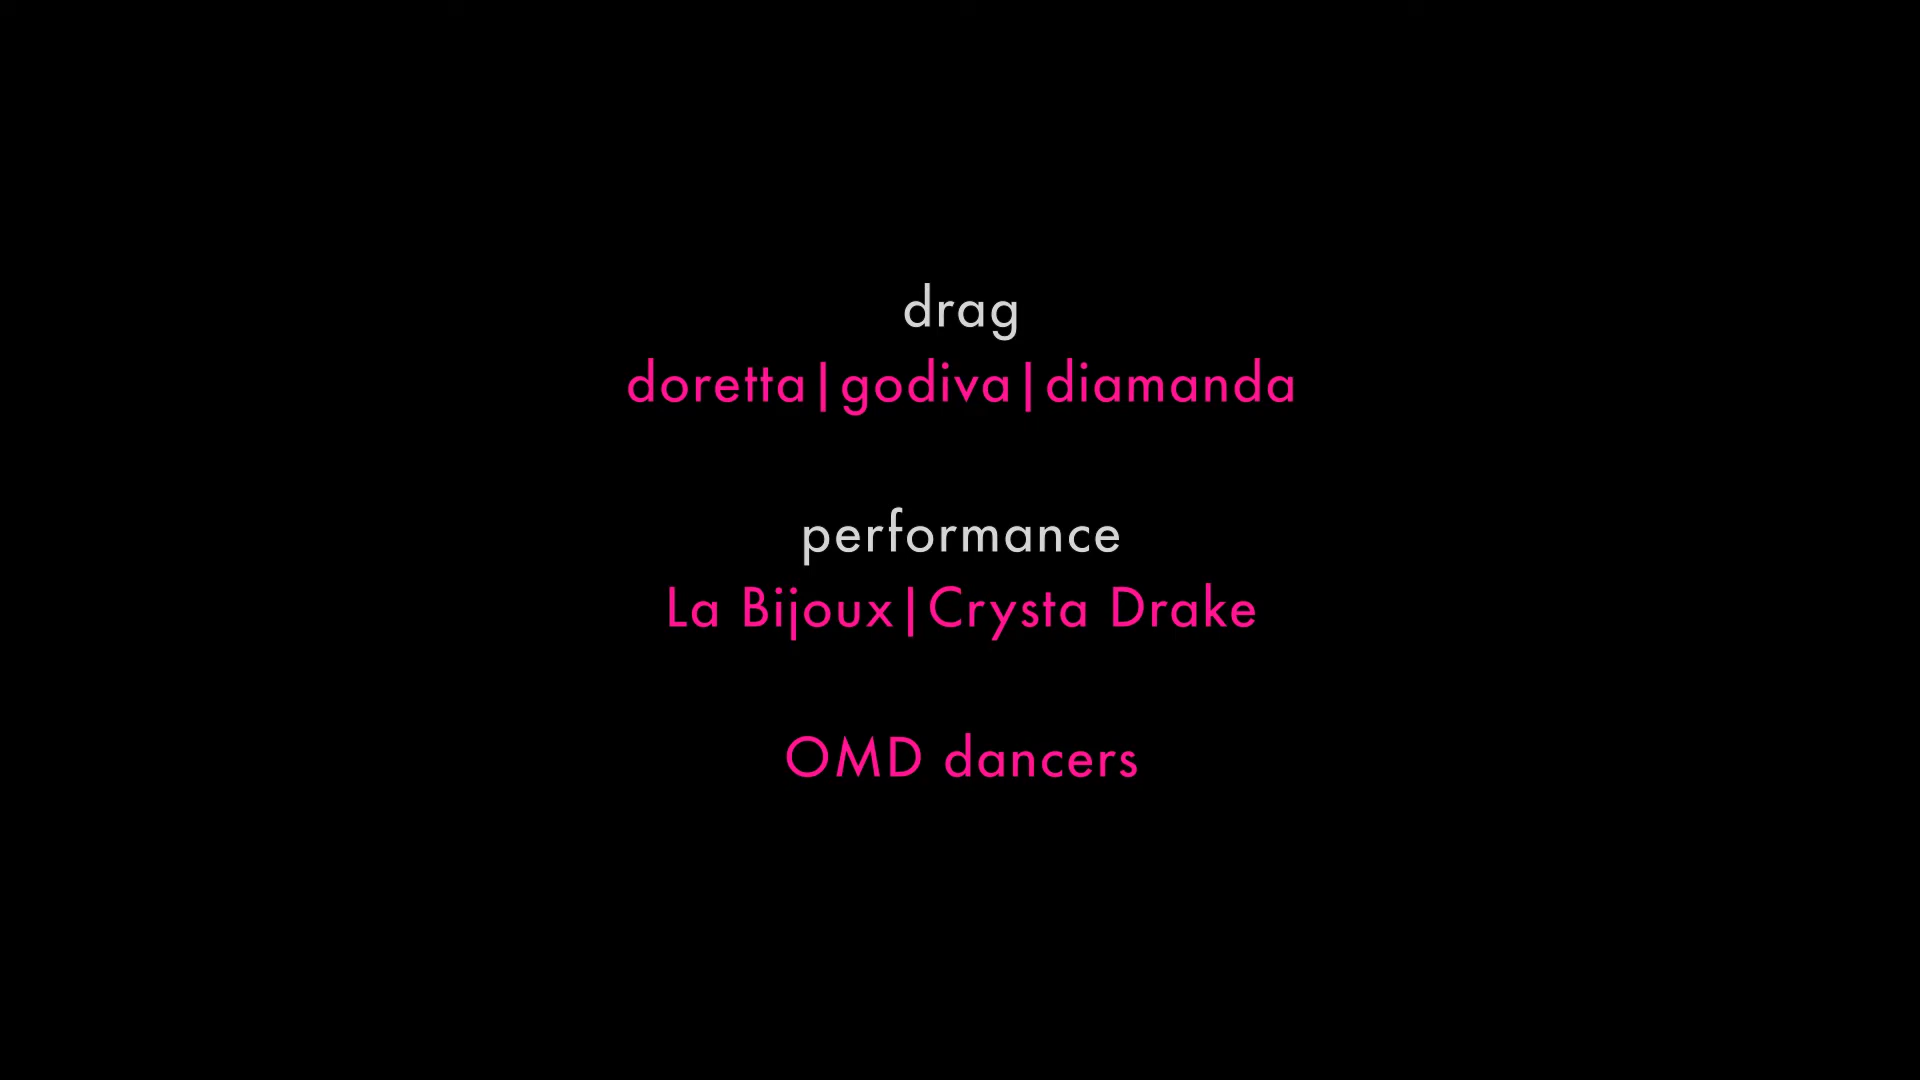 drag
doretta|godiva|diamanda
performance
La Bijoux|Crysta Drake
OMD dancers